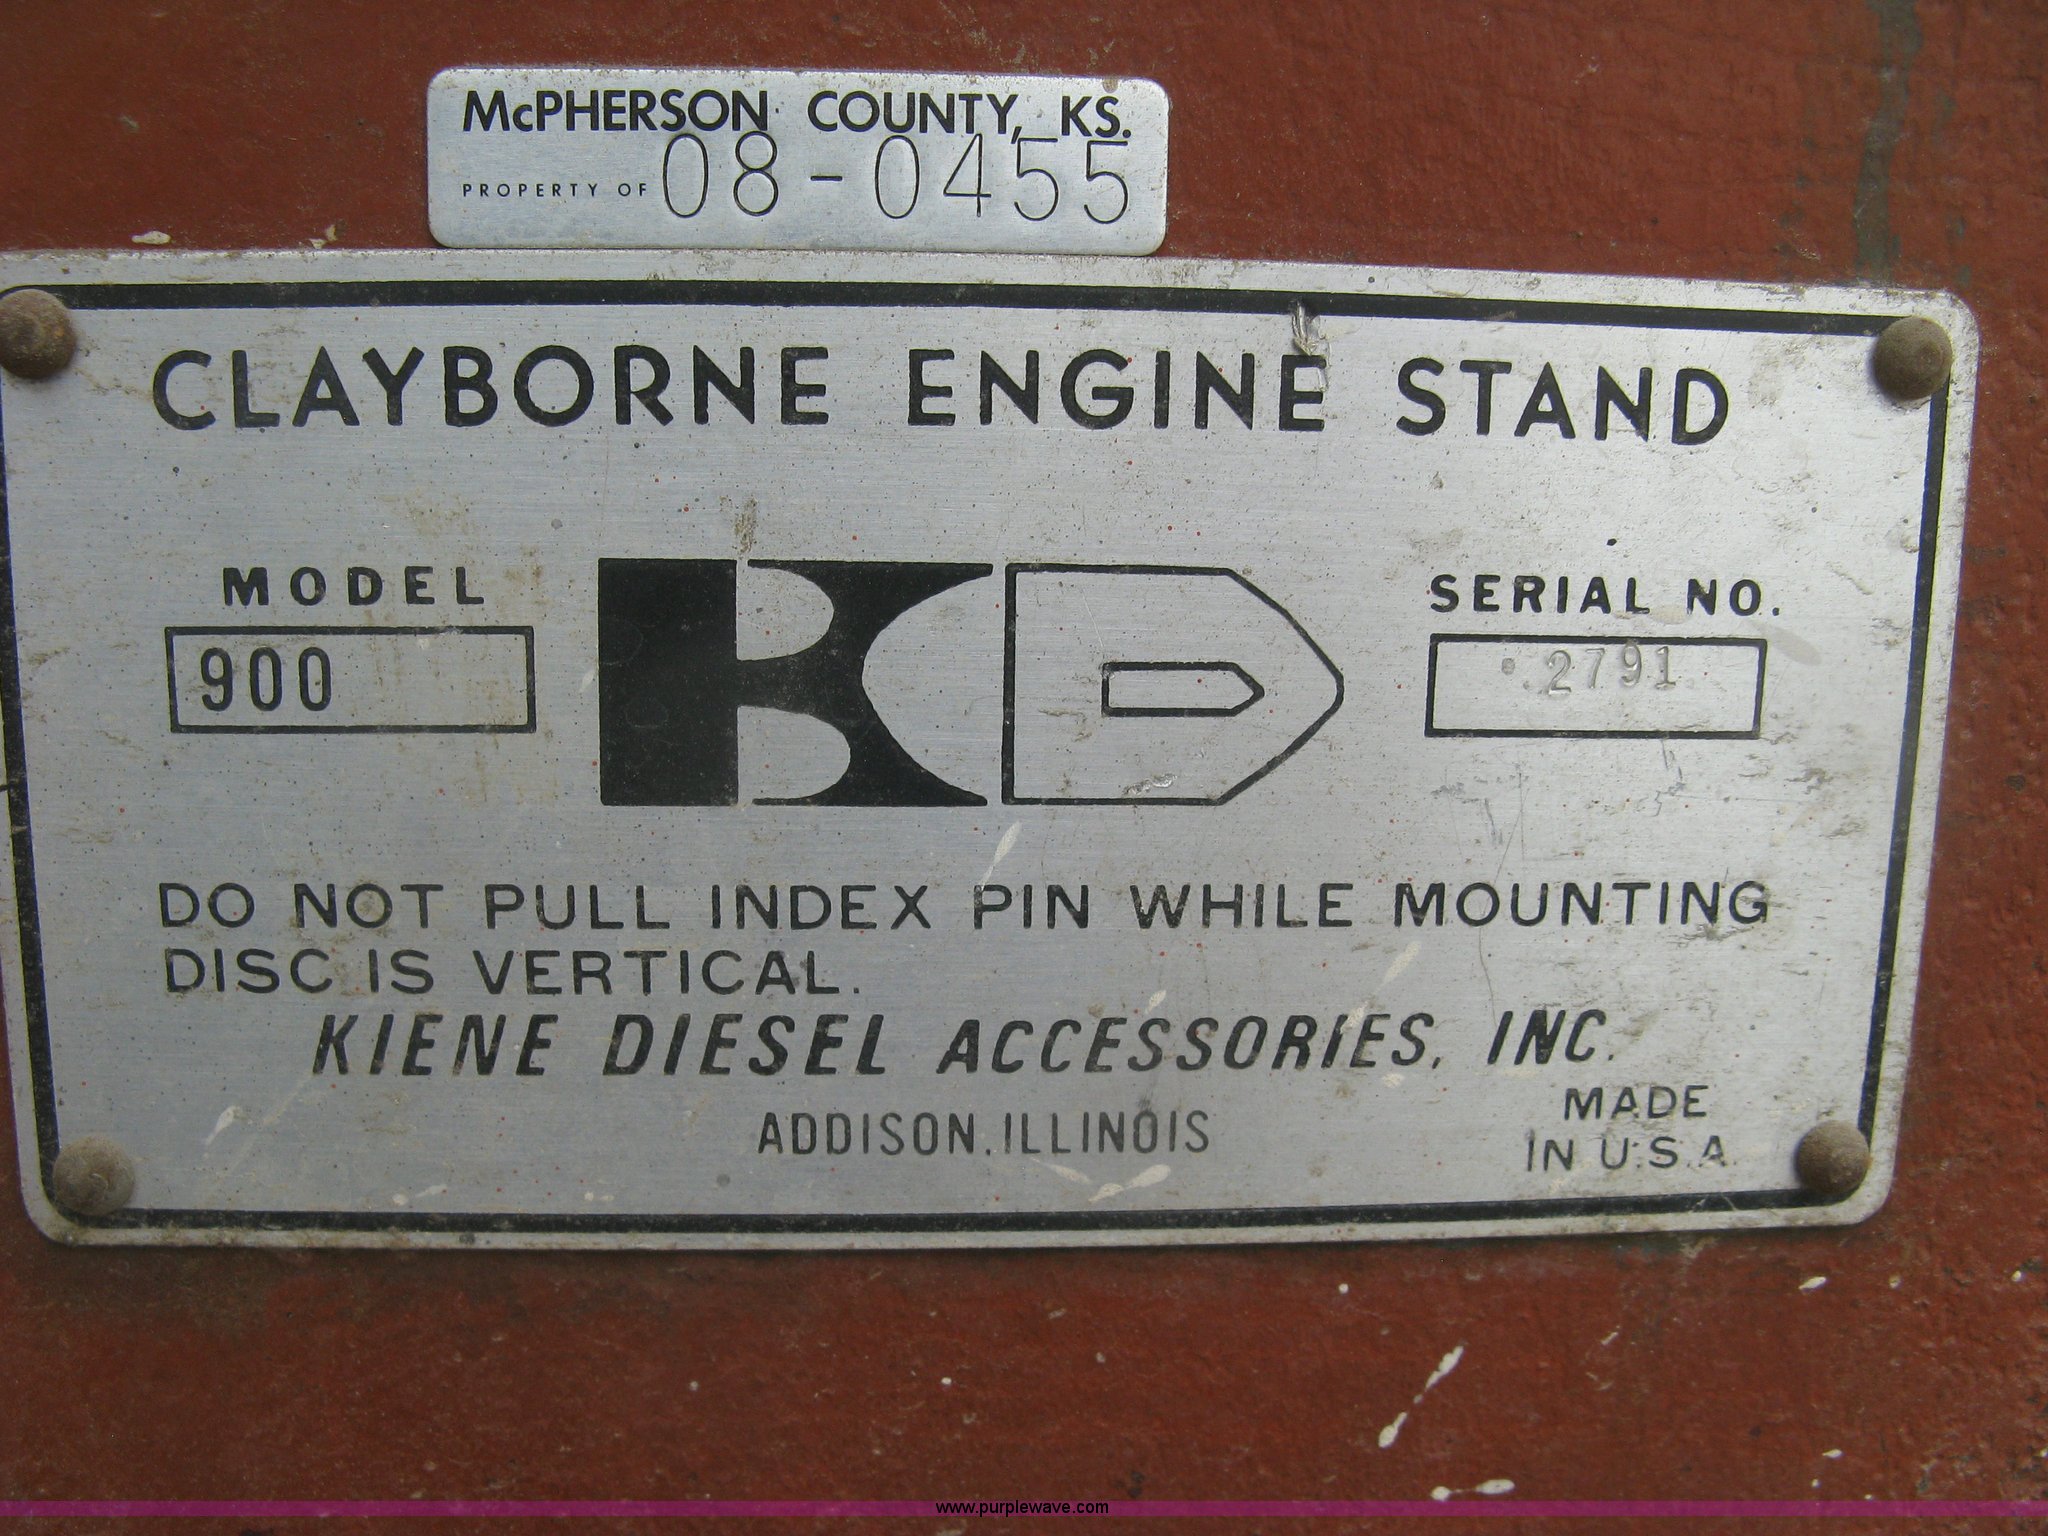 McPHERSON COUNTY, KS.
PROPERTY OF 08-0455
CLAYBORNE ENGINE STAND
MODEL
900
KD
SERIAL NO.
2791
DO NOT PULL INDEX PIN WHILE MOUNTING
DISC IS VERTICAL.
KIENE DIESEL ACCESSORIES, INC.
ADDISON, ILLINOIS
MADE
IN U.S.A.
www.purplewave.com